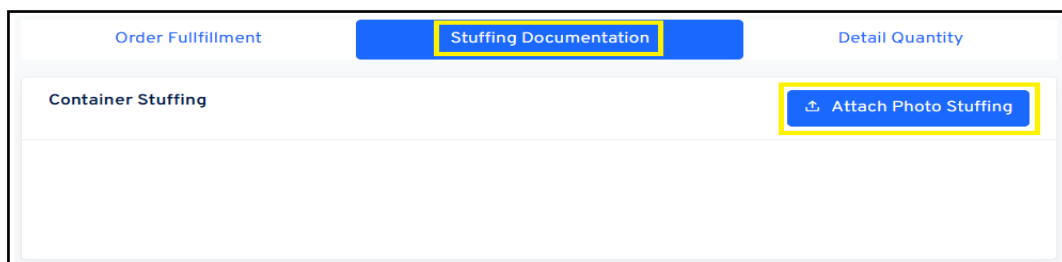 Order Fullfillment
Stuffing Documentation
Detail Quantity
Container Stuffing
Attach Photo Stuffing